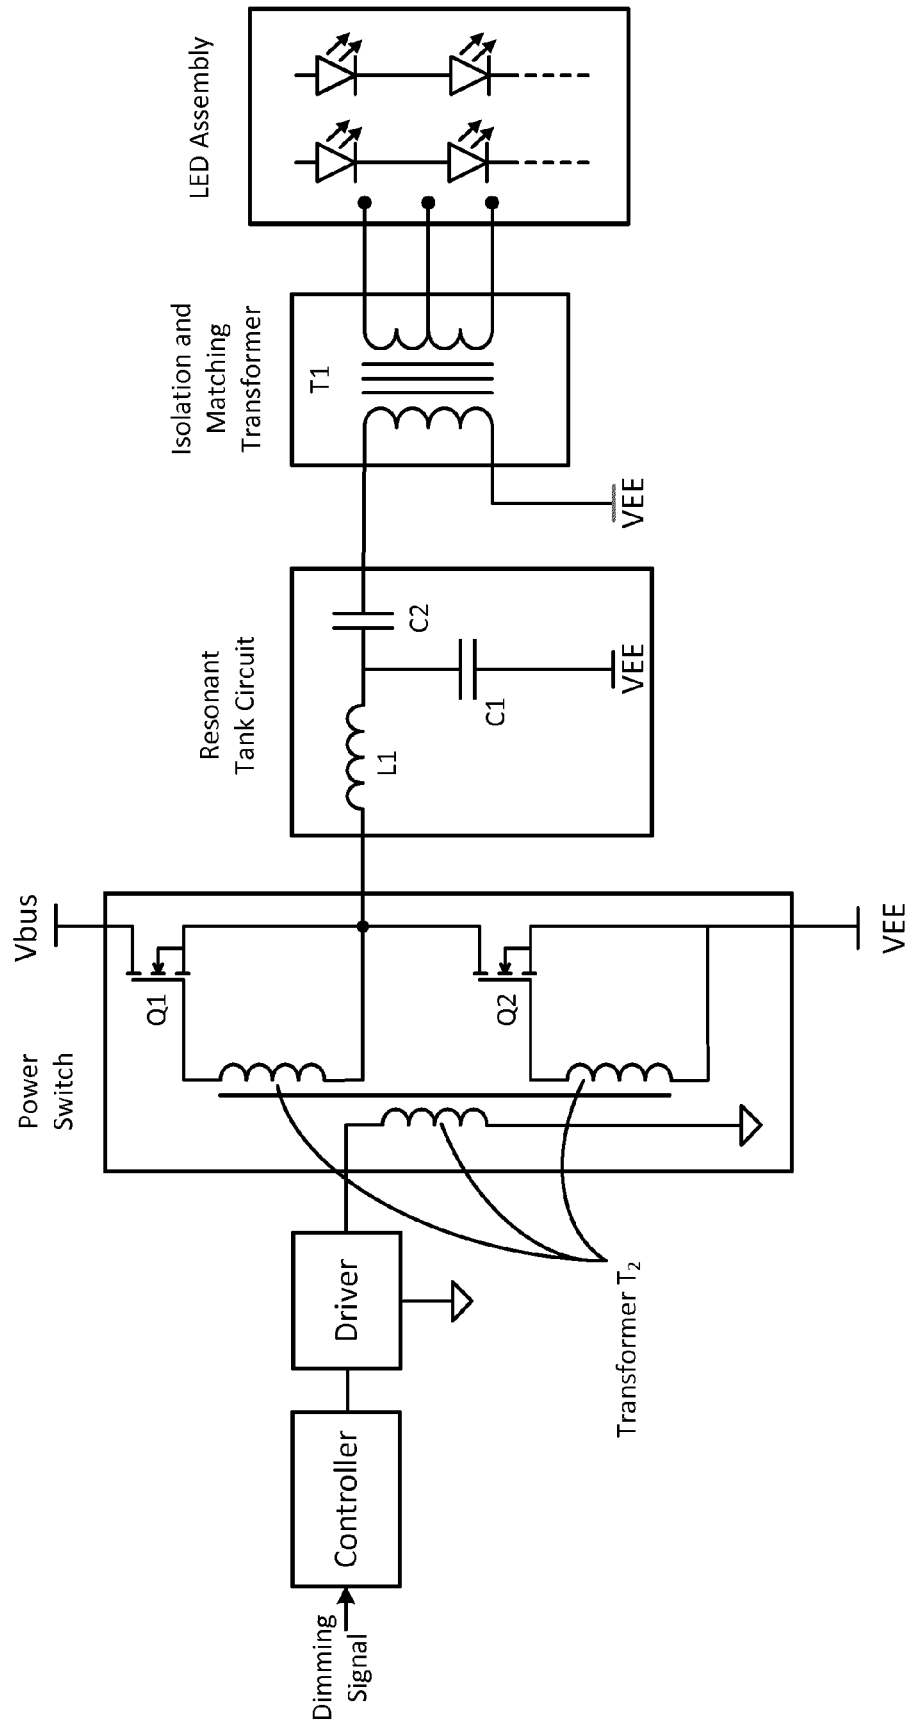 Dimming
Signal
Controller
Driver
Transformer T₂
Power
Switch
Vbus
Q1
Q2
VEE
Resonant
Tank Circuit
L1
C1
C2
VEE
Isolation and
Matching
Transformer
T1
VEE
LED Assembly